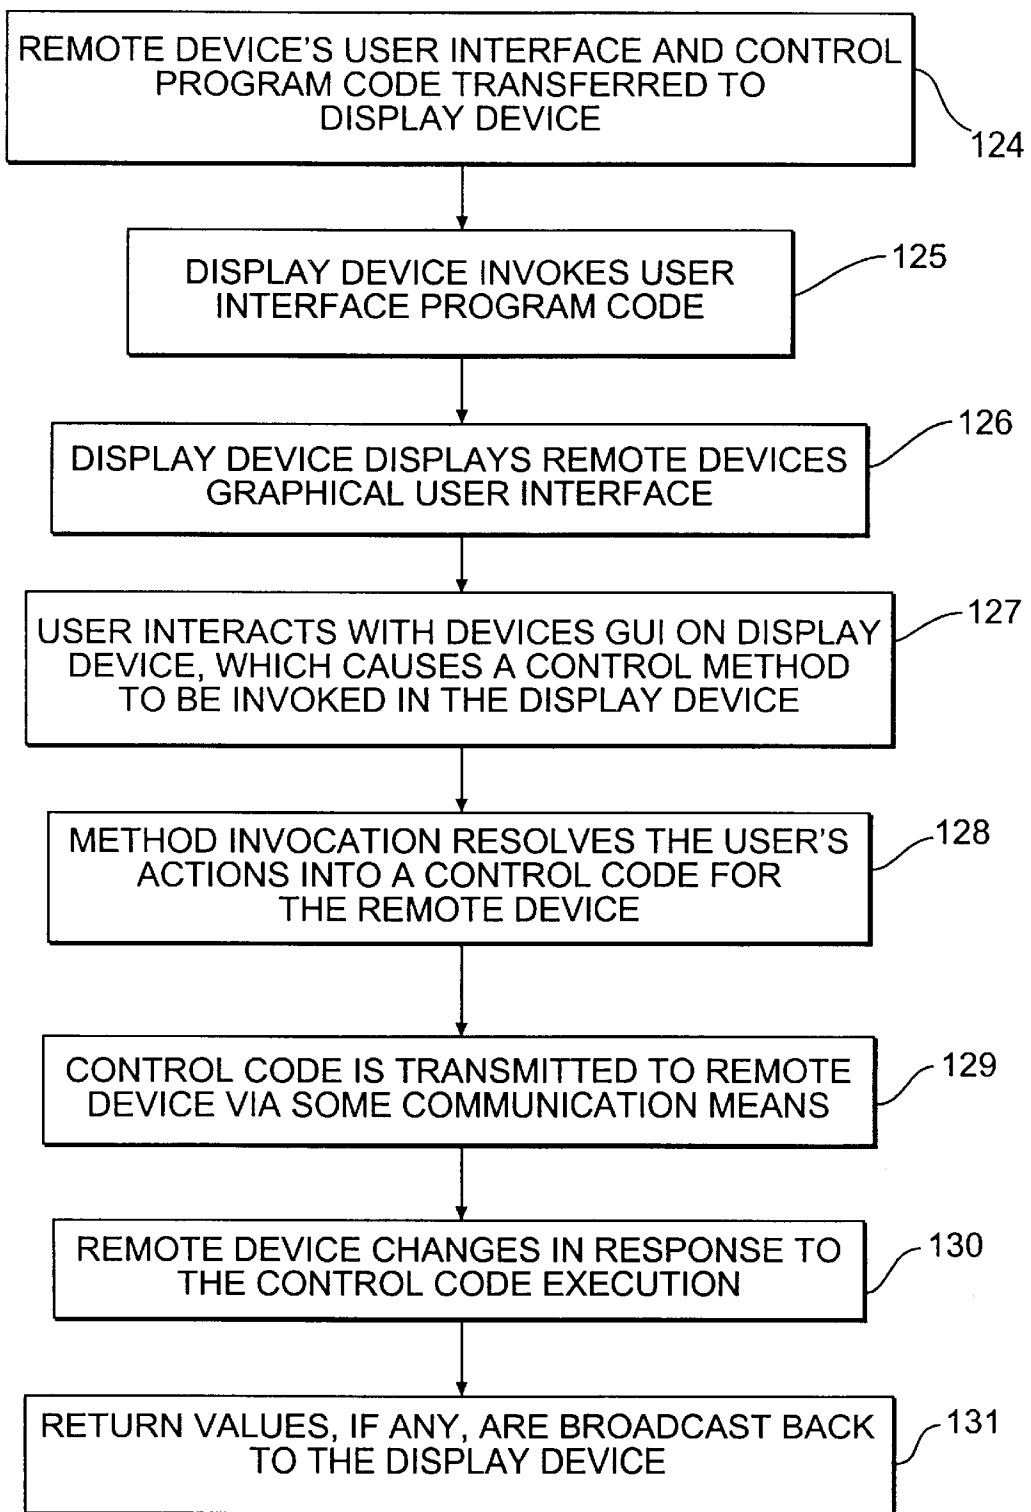 REMOTE DEVICE'S USER INTERFACE AND CONTROL
PROGRAM CODE TRANSFERRED TO
DISPLAY DEVICE
124
DISPLAY DEVICE INVOKES USER
INTERFACE PROGRAM CODE
125
DISPLAY DEVICE DISPLAYS REMOTE DEVICES
GRAPHICAL USER INTERFACE
126
USER INTERACTS WITH DEVICES GUI ON DISPLAY
DEVICE, WHICH CAUSES A CONTROL METHOD
TO BE INVOKED IN THE DISPLAY DEVICE
127
METHOD INVOCATION RESOLVES THE USER'S
ACTIONS INTO A CONTROL CODE FOR
THE REMOTE DEVICE
128
CONTROL CODE IS TRANSMITTED TO REMOTE
DEVICE VIA SOME COMMUNICATION MEANS
129
REMOTE DEVICE CHANGES IN RESPONSE TO
THE CONTROL CODE EXECUTION
130
RETURN VALUES, IF ANY, ARE BROADCAST BACK
TO THE DISPLAY DEVICE
131